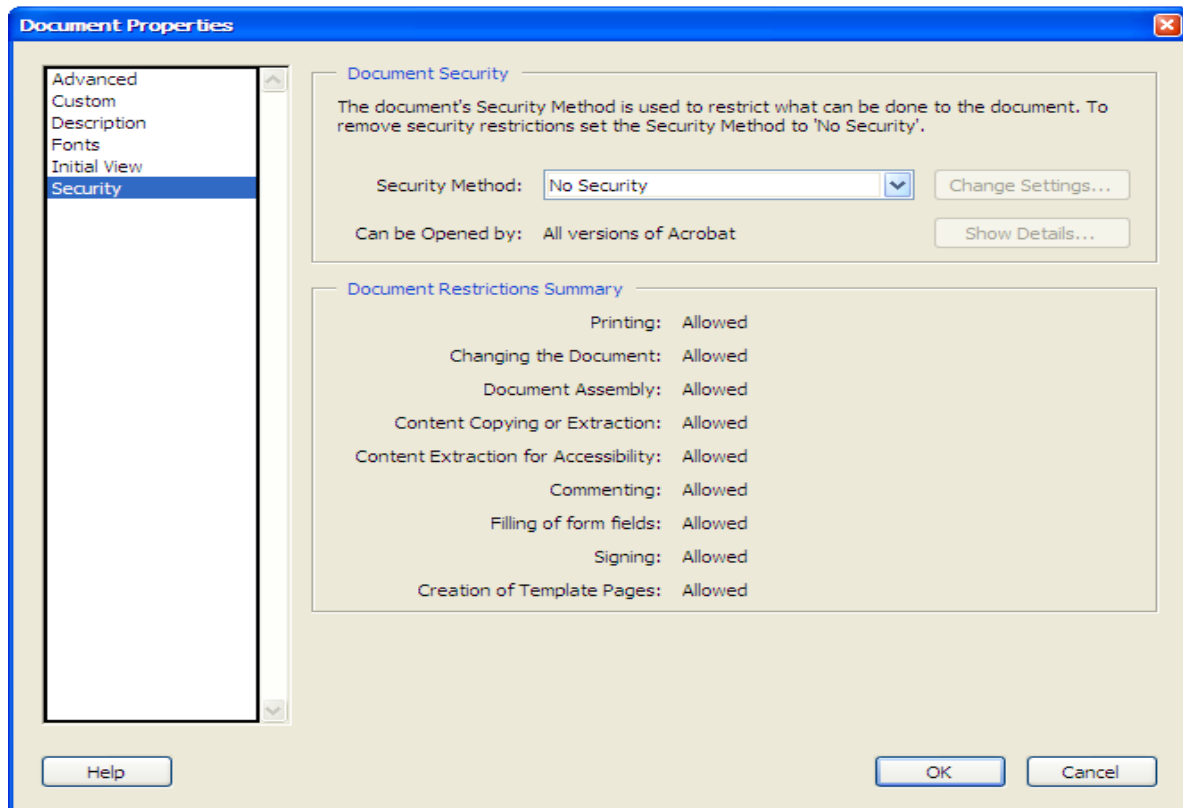 Document Properties
Advanced
Custom
Description
Fonts
Initial View
Security
Document Security
The document's Security Method is used to restrict what can be done to the document. To
remove security restrictions set the Security Method to 'No Security'.
Security Method: No Security Change Settings...
Can be Opened by: All versions of Acrobat Show Details...
Document Restrictions Summary
Printing: Allowed
Changing the Document: Allowed
Document Assembly: Allowed
Content Copying or Extraction: Allowed
Content Extraction for Accessibility: Allowed
Commenting: Allowed
Filling of form fields: Allowed
Signing: Allowed
Creation of Template Pages: Allowed
Help OK Cancel